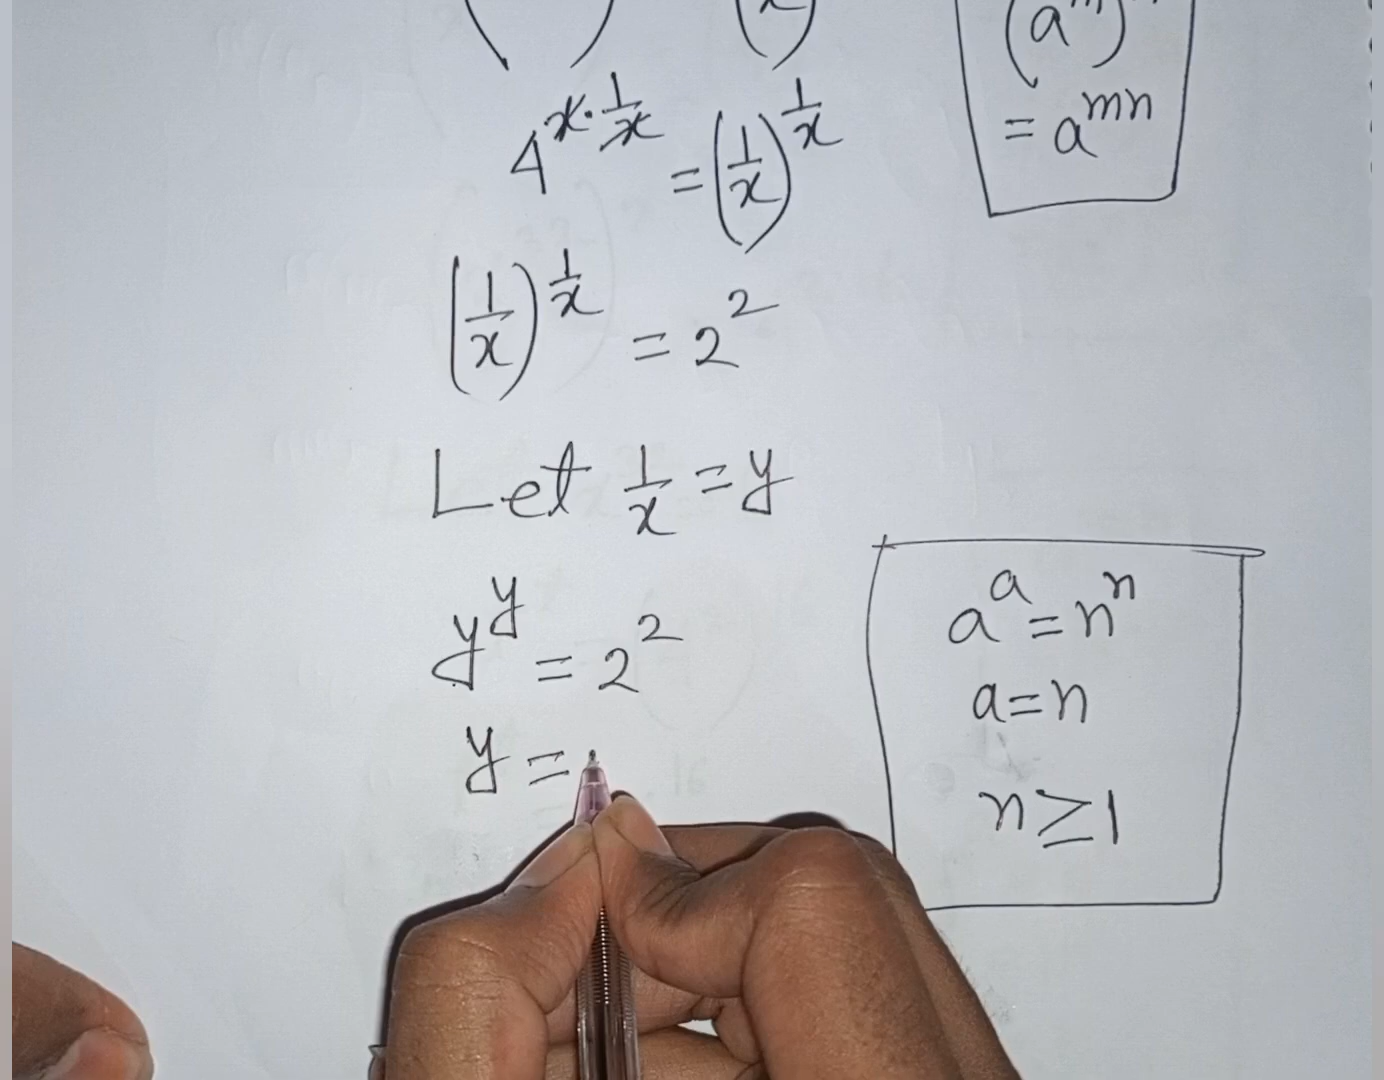 4^{x·1/x} = (1/x)^{1/x}
(1/x)^{1/x} = 2^2
Let 1/x = y
y^y = 2^2
y =
(a^m)
= a^{mn}
a^a = n^n
a = n
n ≥ 1